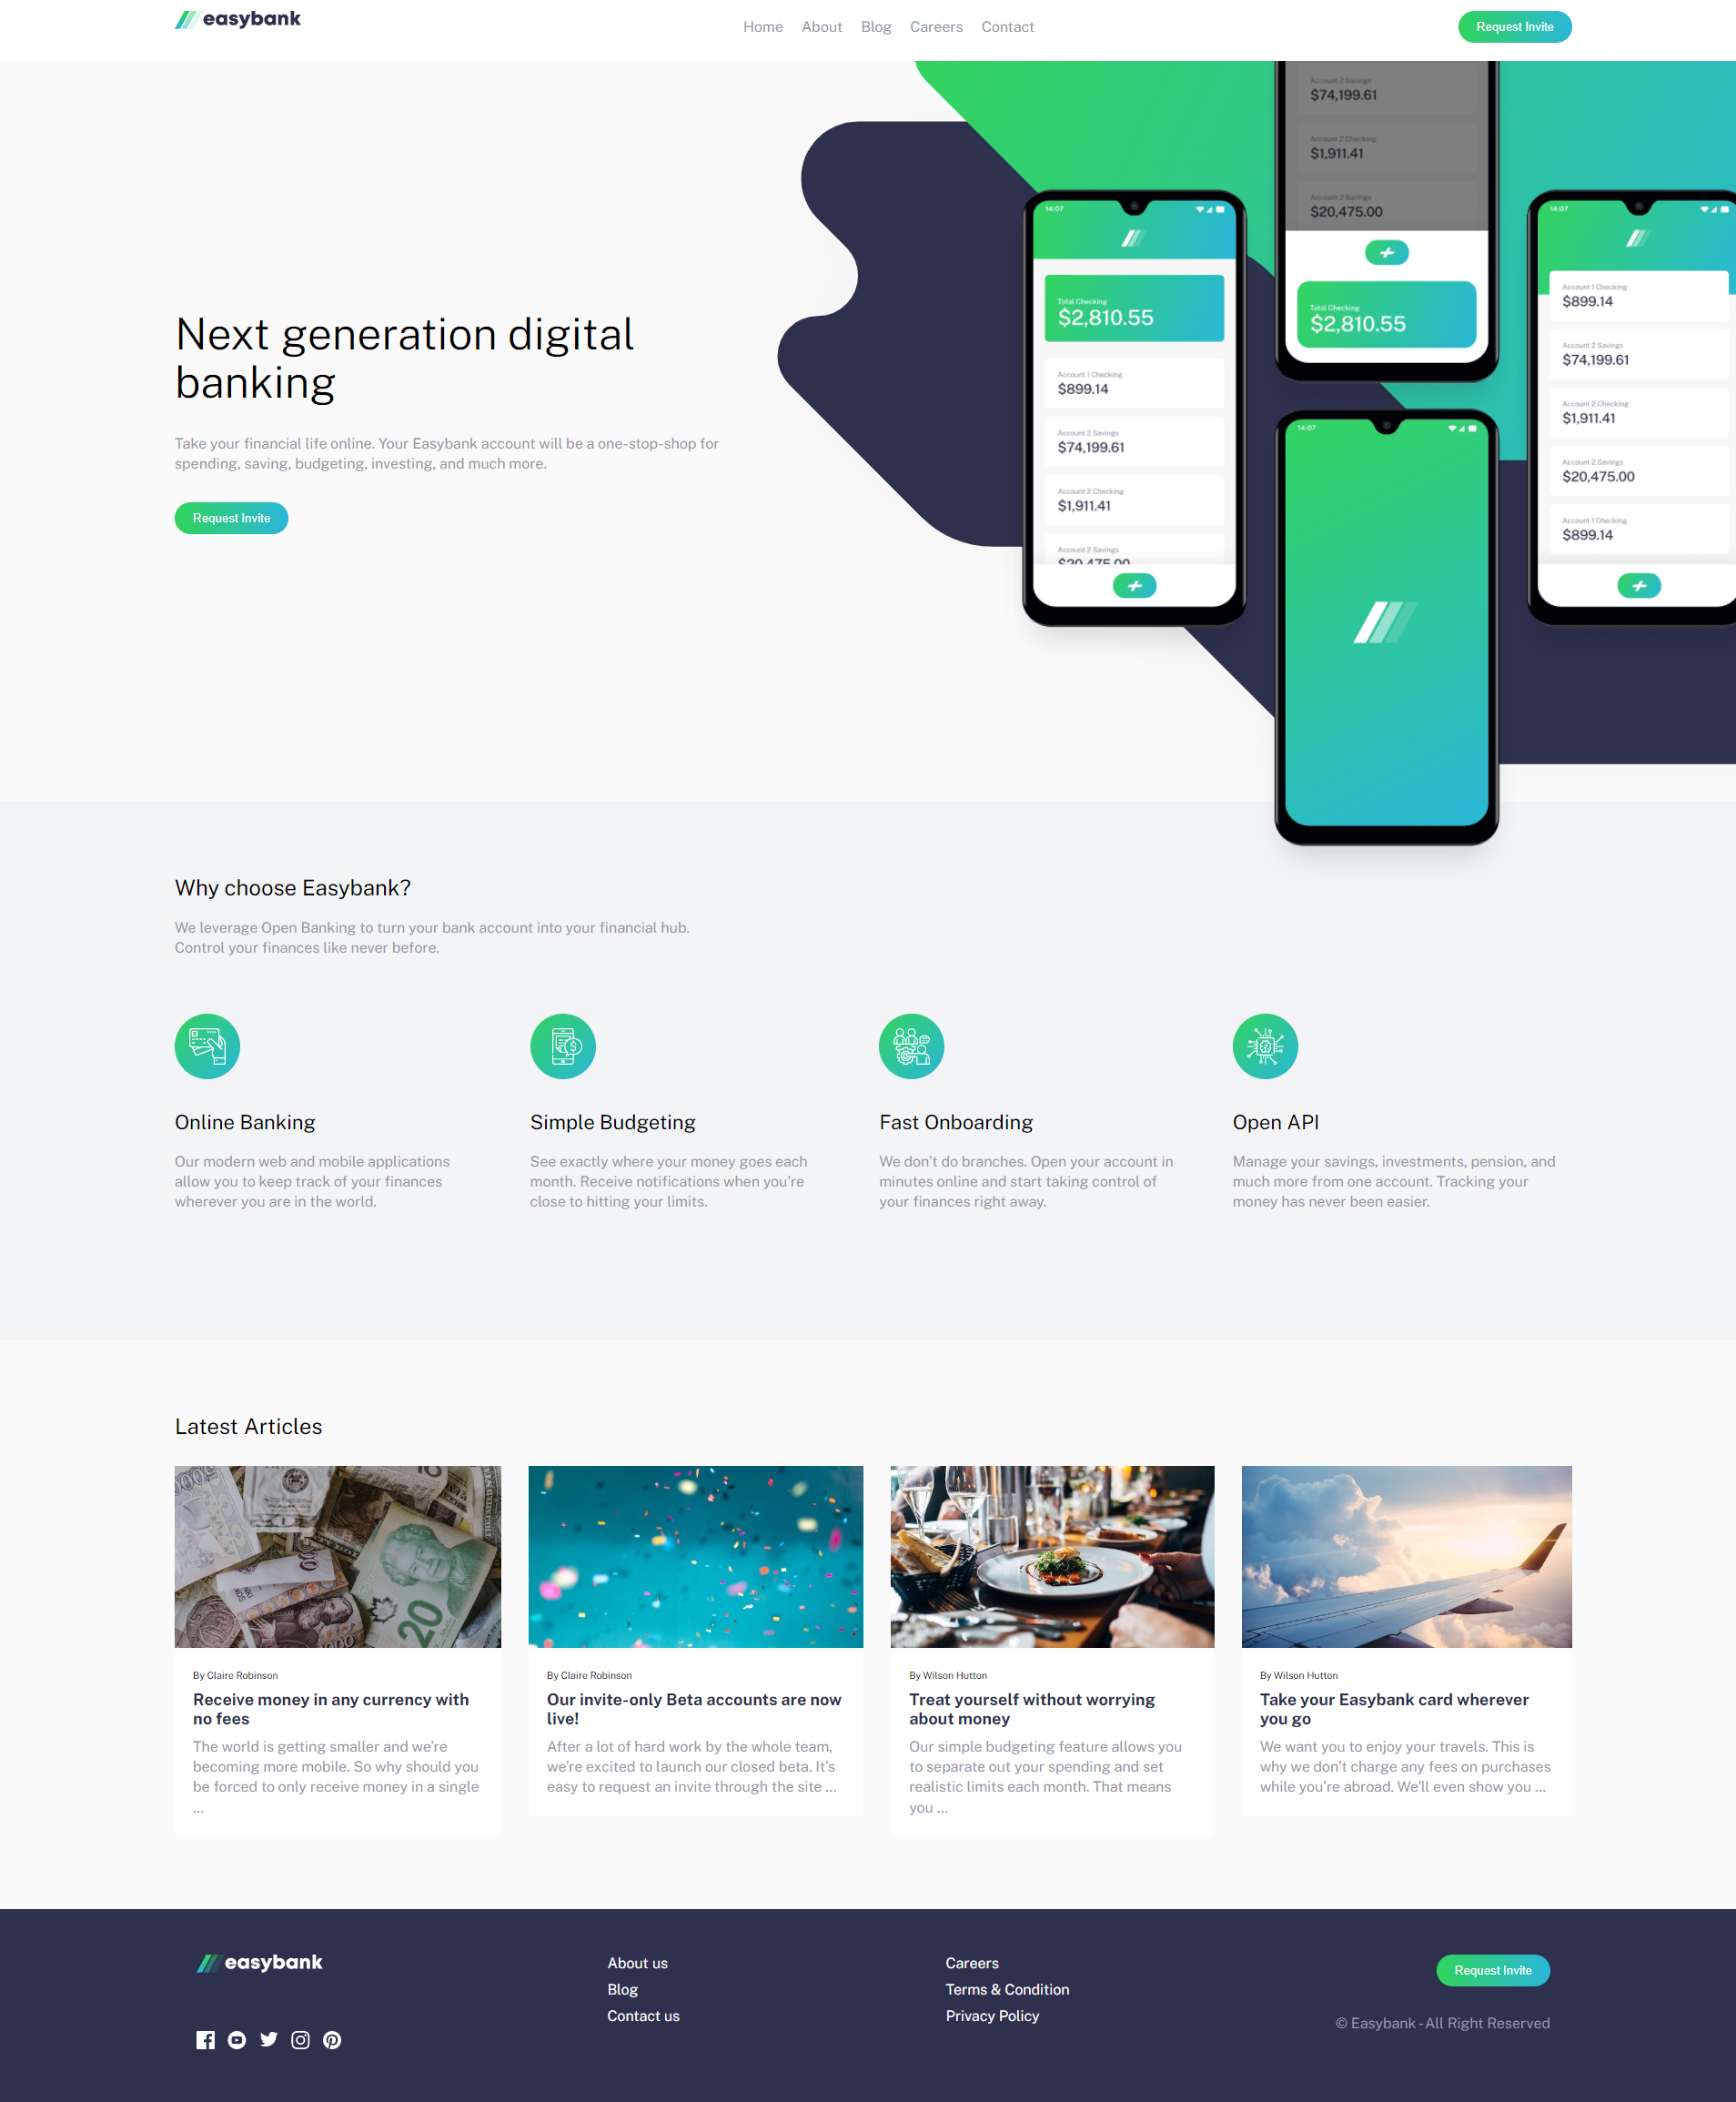 easybank
Home About Blog Careers Contact
Request Invite
Next generation digital
banking
Take your financial life online. Your Easybank account will be a one-stop-shop for
spending, saving, budgeting, investing, and much more.
Request Invite
14:07
Total Checking
$2,810.55
Account 1 Checking
$899.14
Account 2 Savings
$74,199.61
Account 2 Checking
$1,911.41
Account 2 Savings
$20,475.00
Account 2 Savings
$74,199.61
Account 2 Checking
$1,911.41
Account 2 Savings
$20,475.00
Total Checking
$2,810.55
14:07
14:07
Account 1 Checking
$899.14
Account 2 Savings
$74,199.61
Account 2 Checking
$1,911.41
Account 2 Savings
$20,475.00
Account 1 Checking
$899.14
Why choose Easybank?
We leverage Open Banking to turn your bank account into your financial hub.
Control your finances like never before.
Online Banking
Our modern web and mobile applications
allow you to keep track of your finances
wherever you are in the world.
Simple Budgeting
See exactly where your money goes each
month. Receive notifications when you're
close to hitting your limits.
Fast Onboarding
We don't do branches. Open your account in
minutes online and start taking control of
your finances right away.
Open API
Manage your savings, investments, pension, and
much more from one account. Tracking your
money has never been easier.
Latest Articles
20
By Claire Robinson
Receive money in any currency with
no fees
The world is getting smaller and we're
becoming more mobile. So why should you
be forced to only receive money in a single
...
By Claire Robinson
Our invite-only Beta accounts are now
live!
After a lot of hard work by the whole team,
we're excited to launch our closed beta. It's
easy to request an invite through the site ...
By Wilson Hutton
Treat yourself without worrying
about money
Our simple budgeting feature allows you
to separate out your spending and set
realistic limits each month. That means
you ...
By Wilson Hutton
Take your Easybank card wherever
you go
We want you to enjoy your travels. This is
why we don't charge any fees on purchases
while you're abroad. We'll even show you ...
easybank
About us
Blog
Contact us
Careers
Terms & Condition
Privacy Policy
Request Invite
© Easybank - All Right Reserved